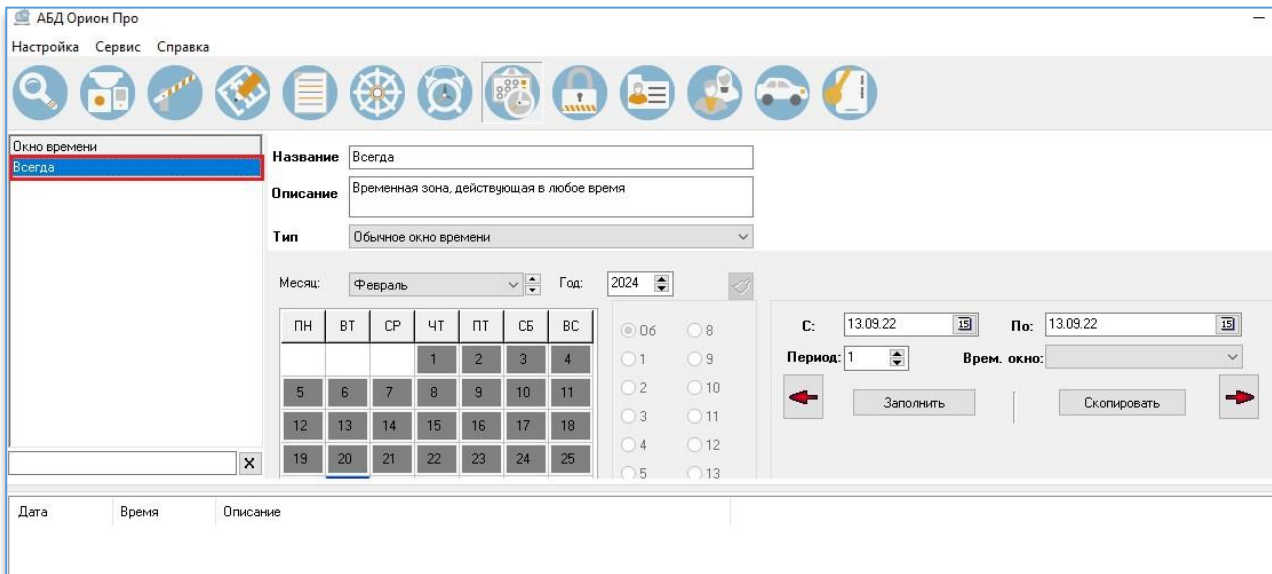 АБД Орион Про
Настройка Сервис Справка
Окно времени
Всегда
Название Всегда
Описание Временная зона, действующая в любое время
Тип Обычное окно времени
Месяц: Февраль Год: 2024
ПН ВТ СР ЧТ ПТ СБ ВС
1 2 3 4
5 6 7 8 9 10 11
12 13 14 15 16 17 18
19 20 21 22 23 24 25
Об 8
1 9
2 10
3 11
4 12
5 13
С: 13.09.22 15 По: 13.09.22 15
Период: 1 Врем. окно:
Заполнить Скопировать
X
Дата Время Описание